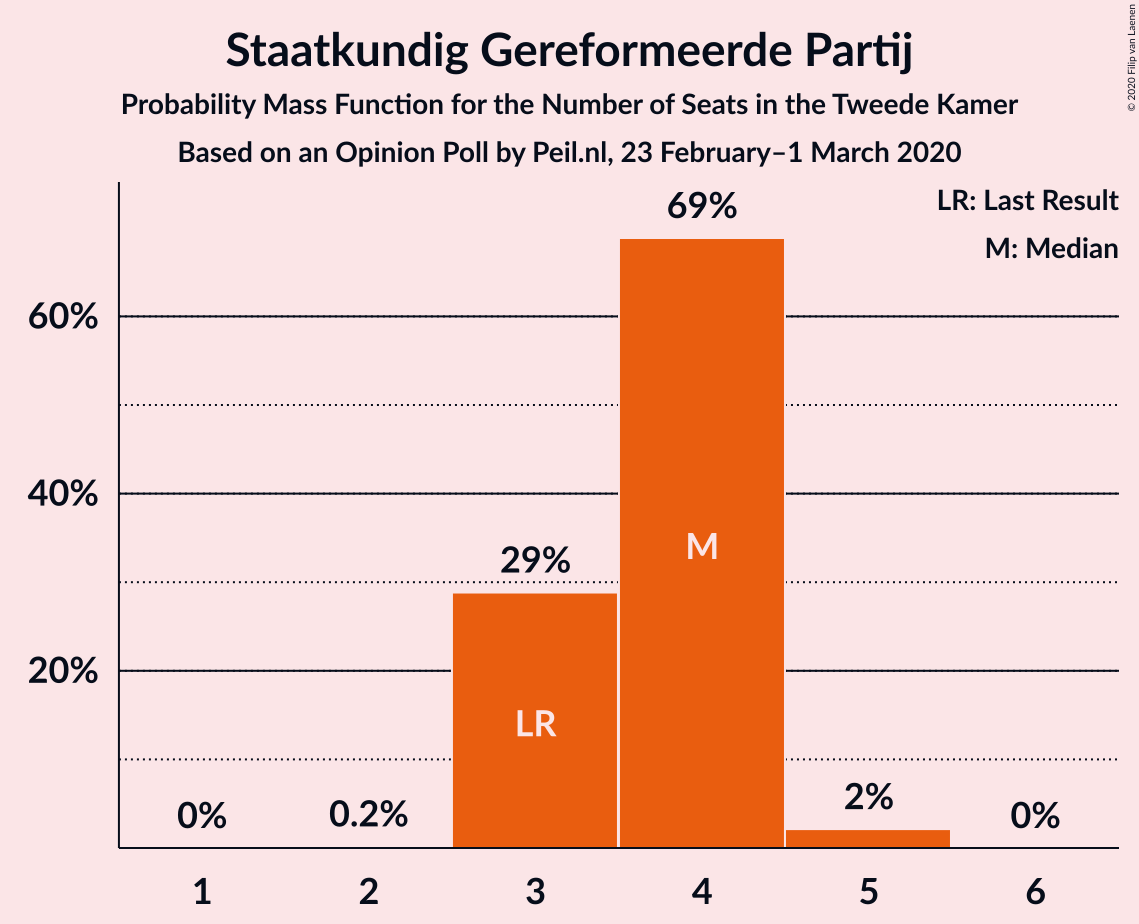 Staatkundig Gereformeerde Partij
Probability Mass Function for the Number of Seats in the Tweede Kamer
Based on an Opinion Poll by Peil.nl, 23 February–1 March 2020
© 2020 Filip van Laenen
LR: Last Result
M: Median
60%
40%
20%
0%
0.2%
29%
69%
2%
0%
LR
M
1 2 3 4 5 6